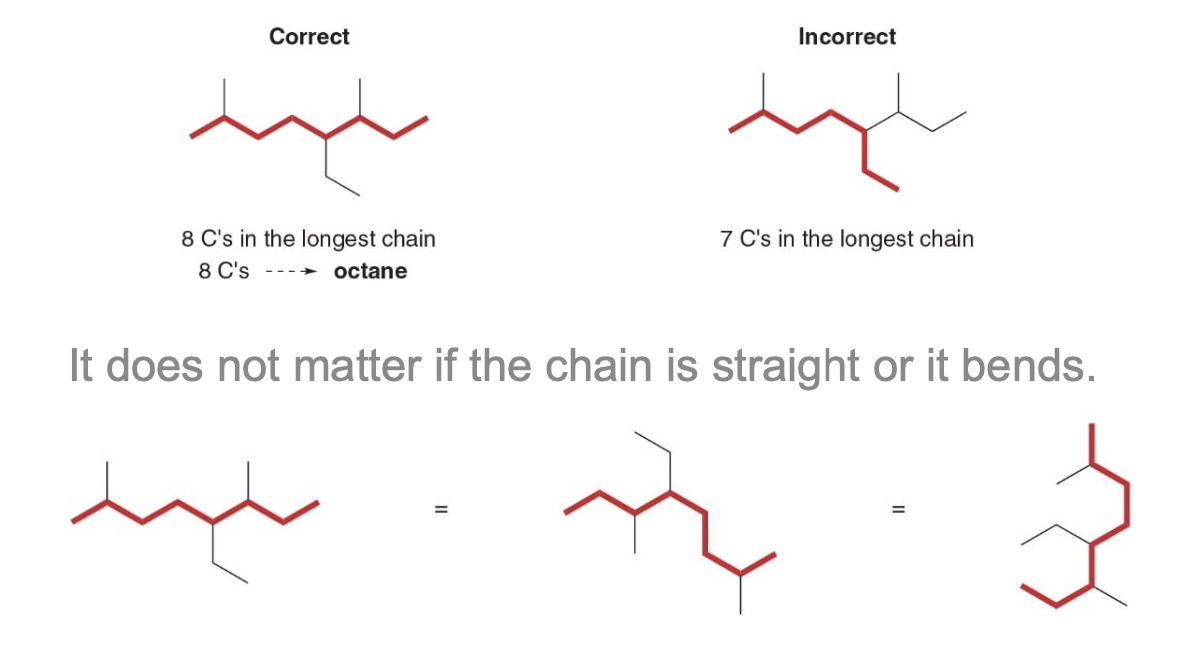 Correct
Incorrect
8 C's in the longest chain
8 C's ----► octane
7 C's in the longest chain
It does not matter if the chain is straight or it bends.
=
=